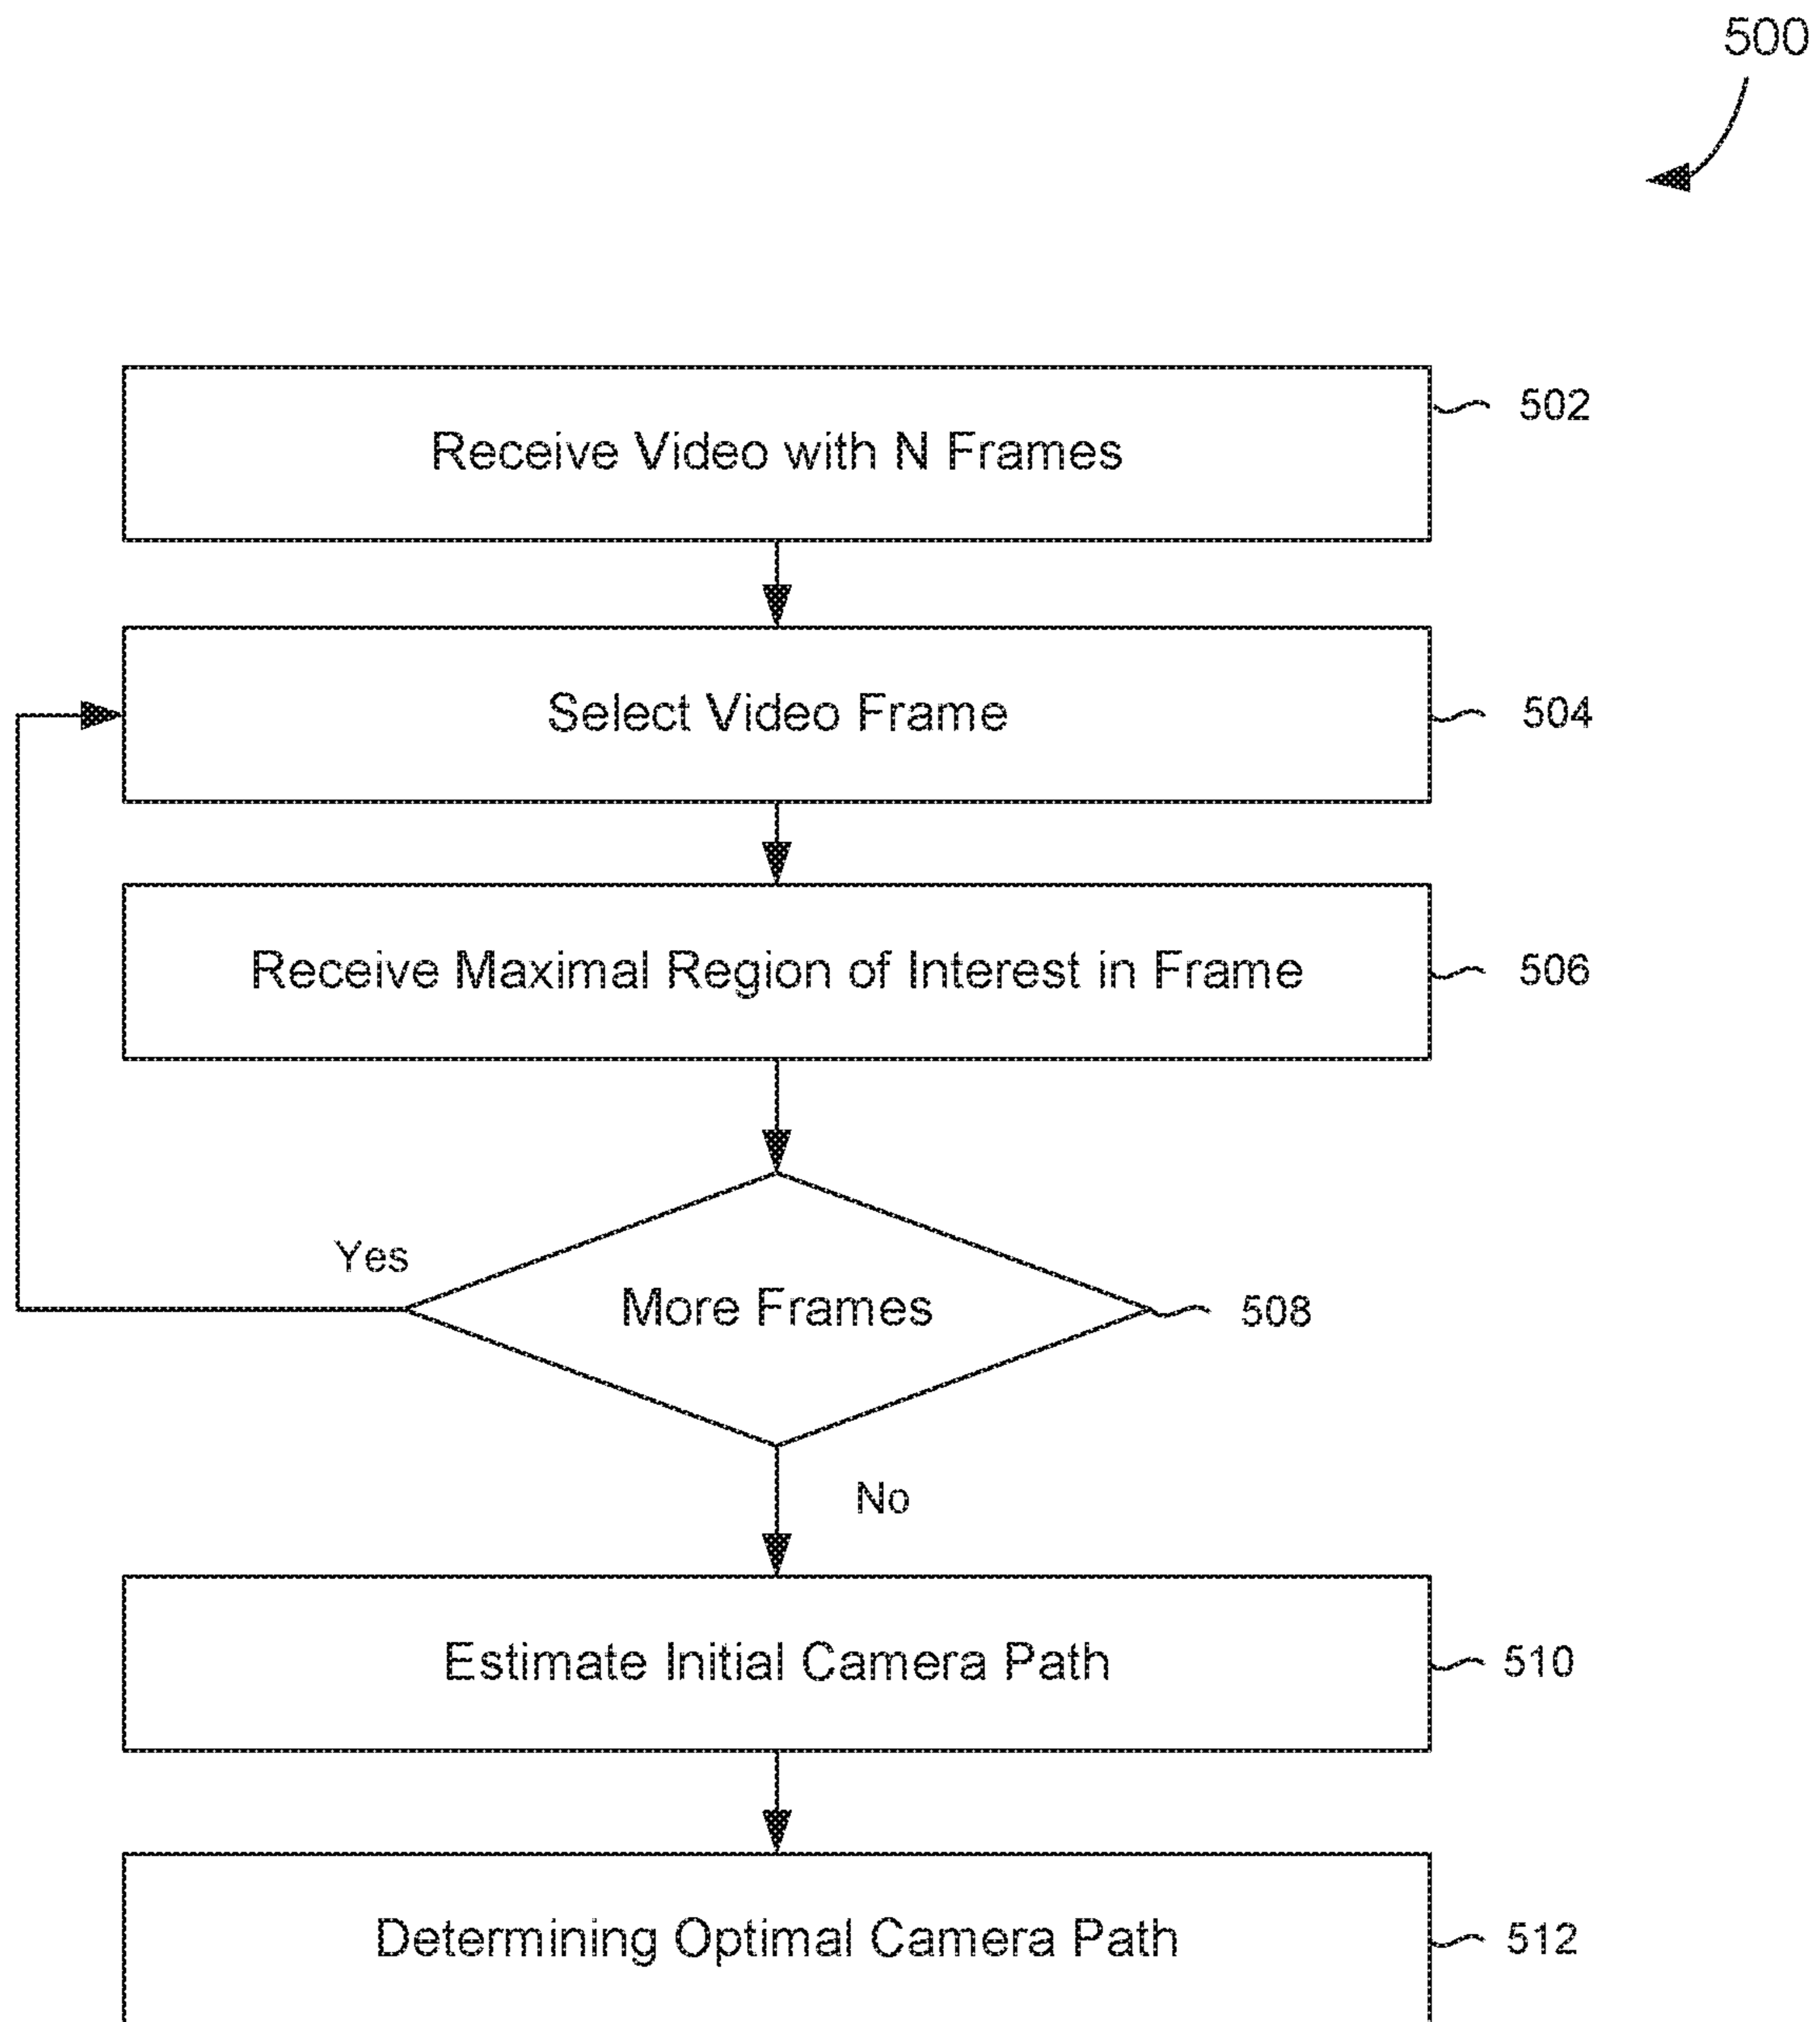 500
Receive Video with N Frames
502
Select Video Frame
504
Receive Maximal Region of Interest in Frame
506
Yes
More Frames
508
No
Estimate Initial Camera Path
510
Determining Optimal Camera Path
512